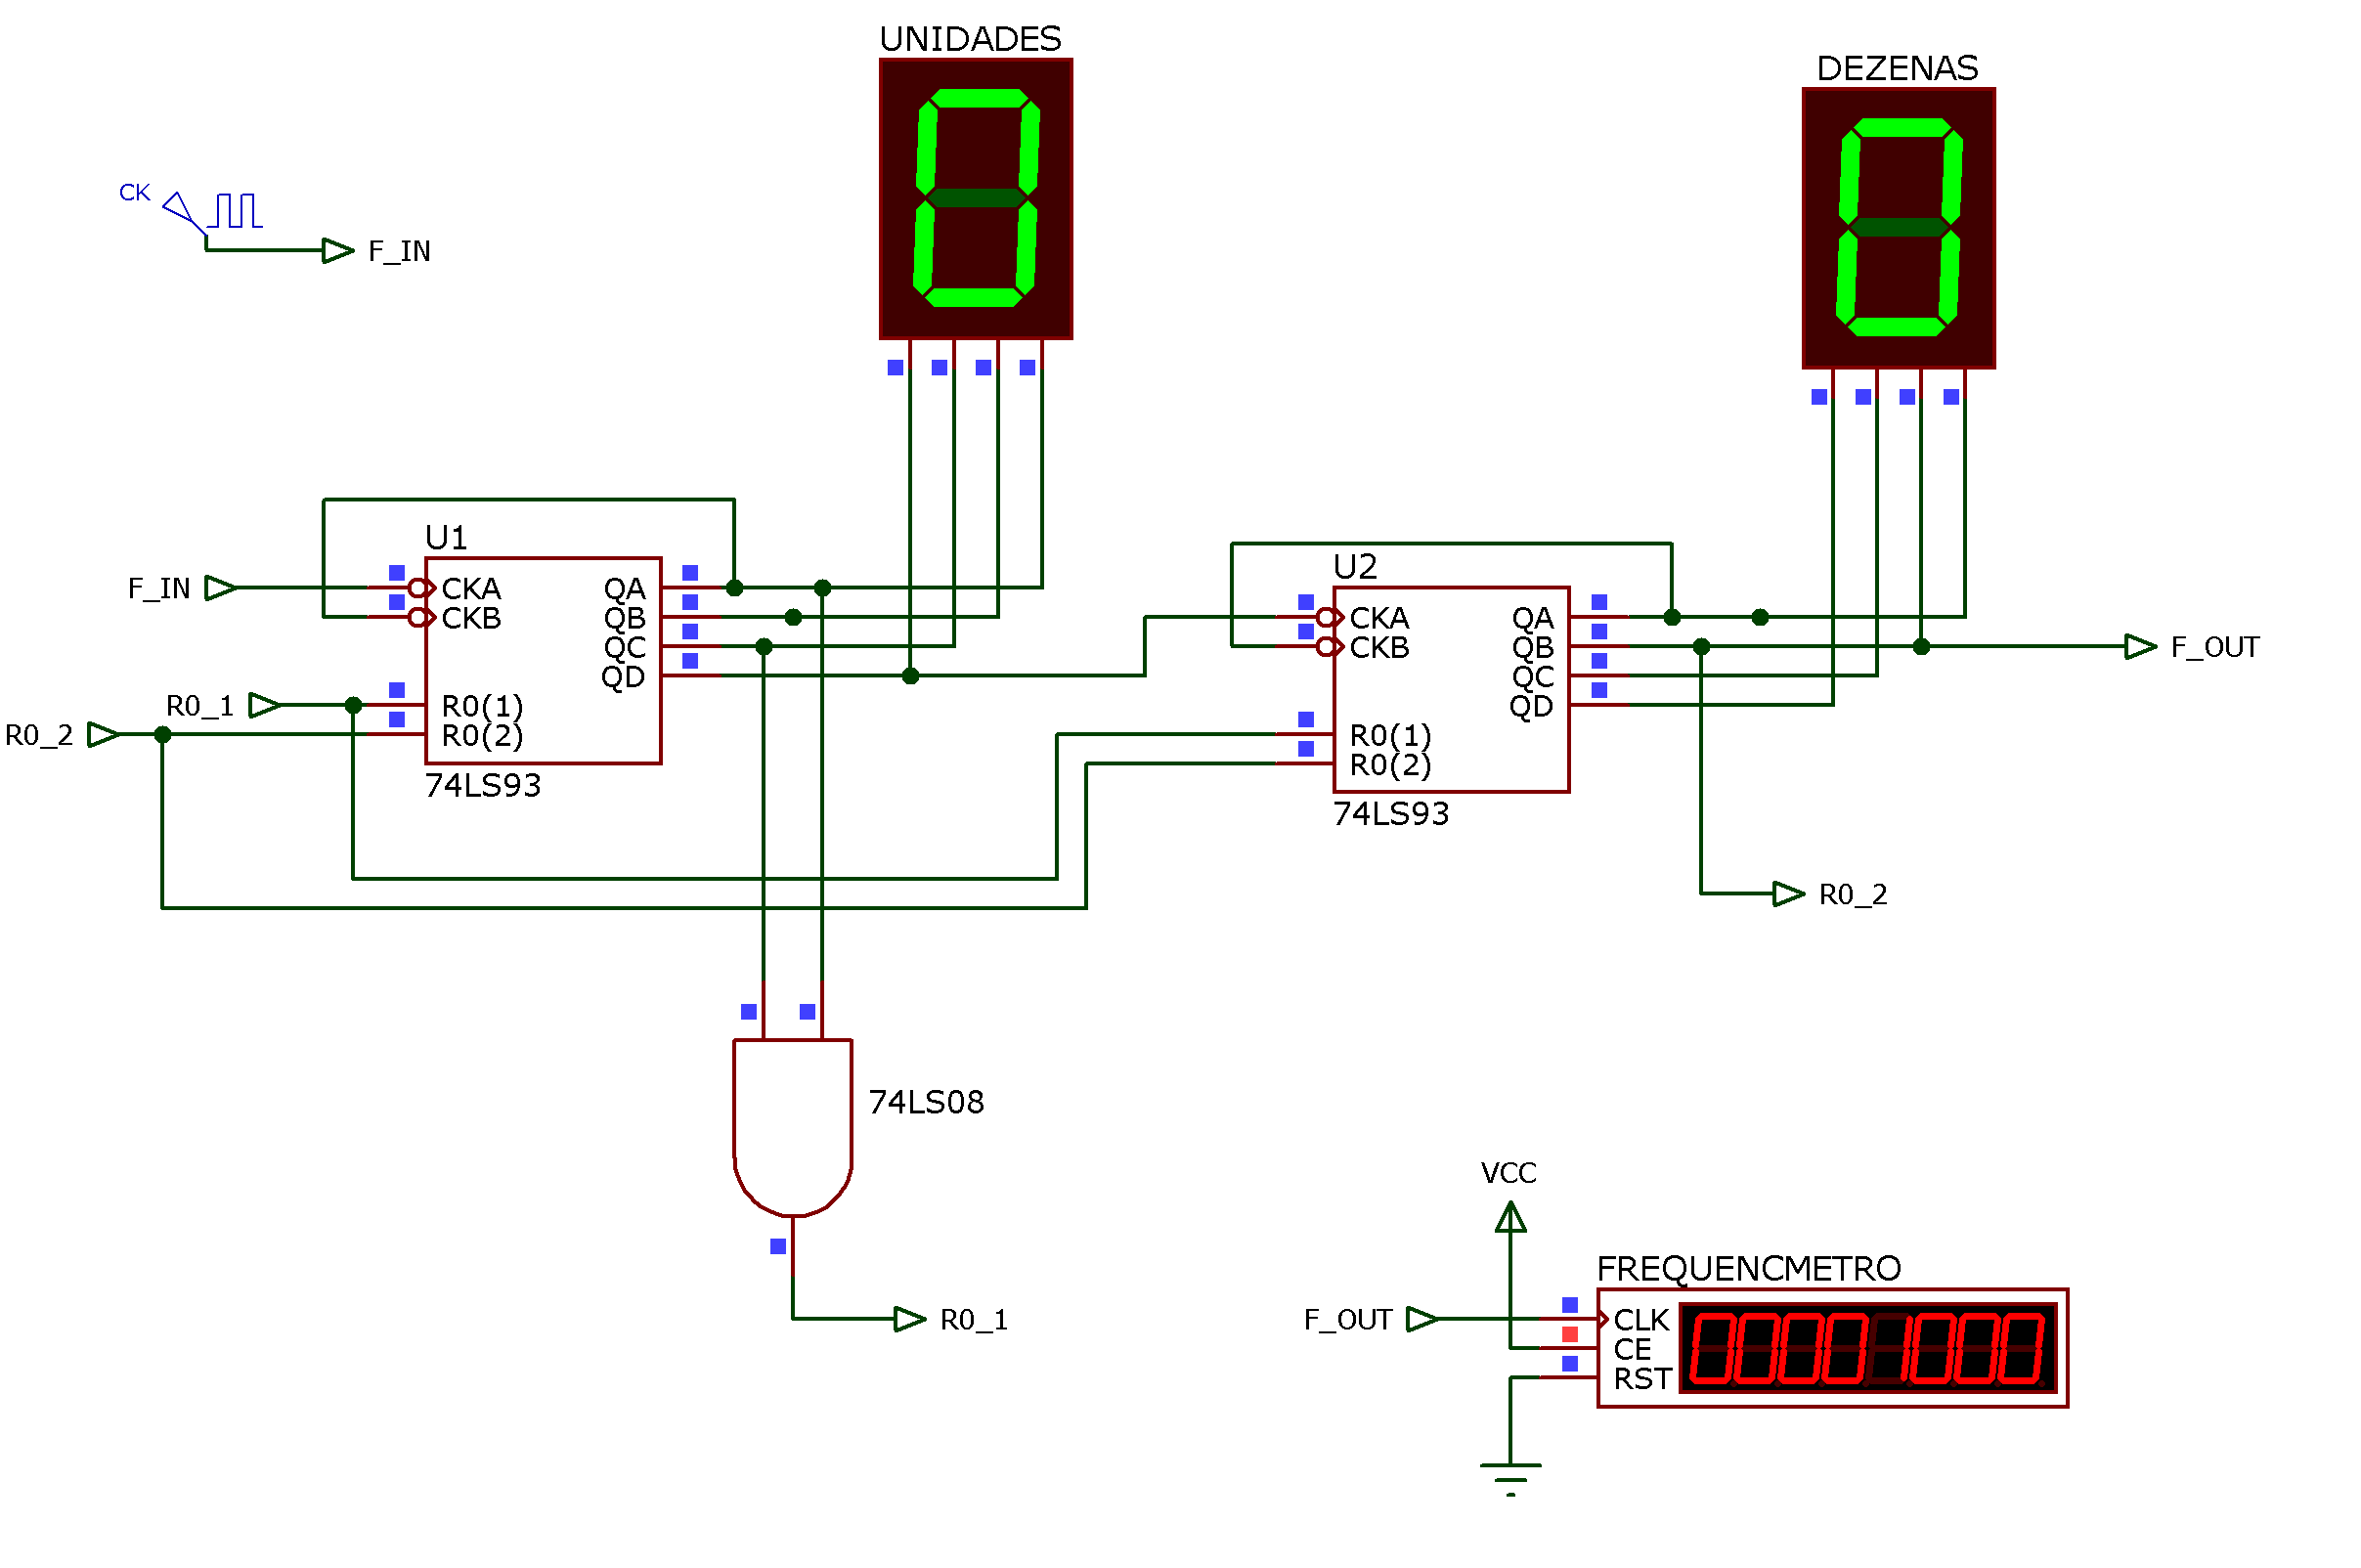 UNIDADES
DEZENAS
CK
F_IN
U1
F_IN
CKA
CKB
QA
QB
QC
QD
R0_1
R0(1)
R0_2
R0(2)
74LS93
U2
CKA
CKB
QA
QB
QC
QD
F_OUT
R0(1)
R0(2)
74LS93
R0_2
74LS08
R0_1
VCC
FREQUENCMETRO
F_OUT
CLK
CE
RST
00001000